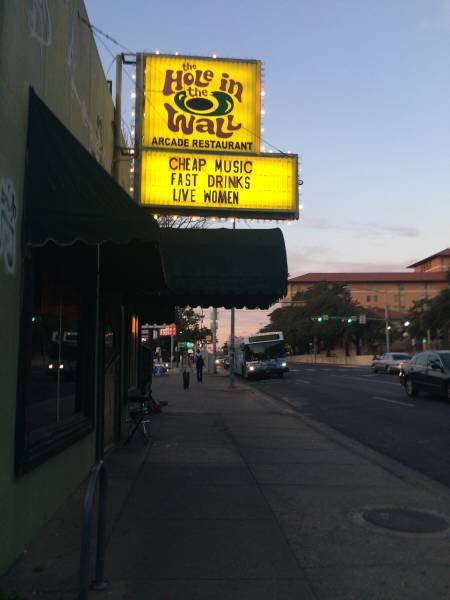 the
Hole in
the
Wall
ARCADE RESTAURANT
CHEAP MUSIC
FAST DRINKS
LIVE WOMEN